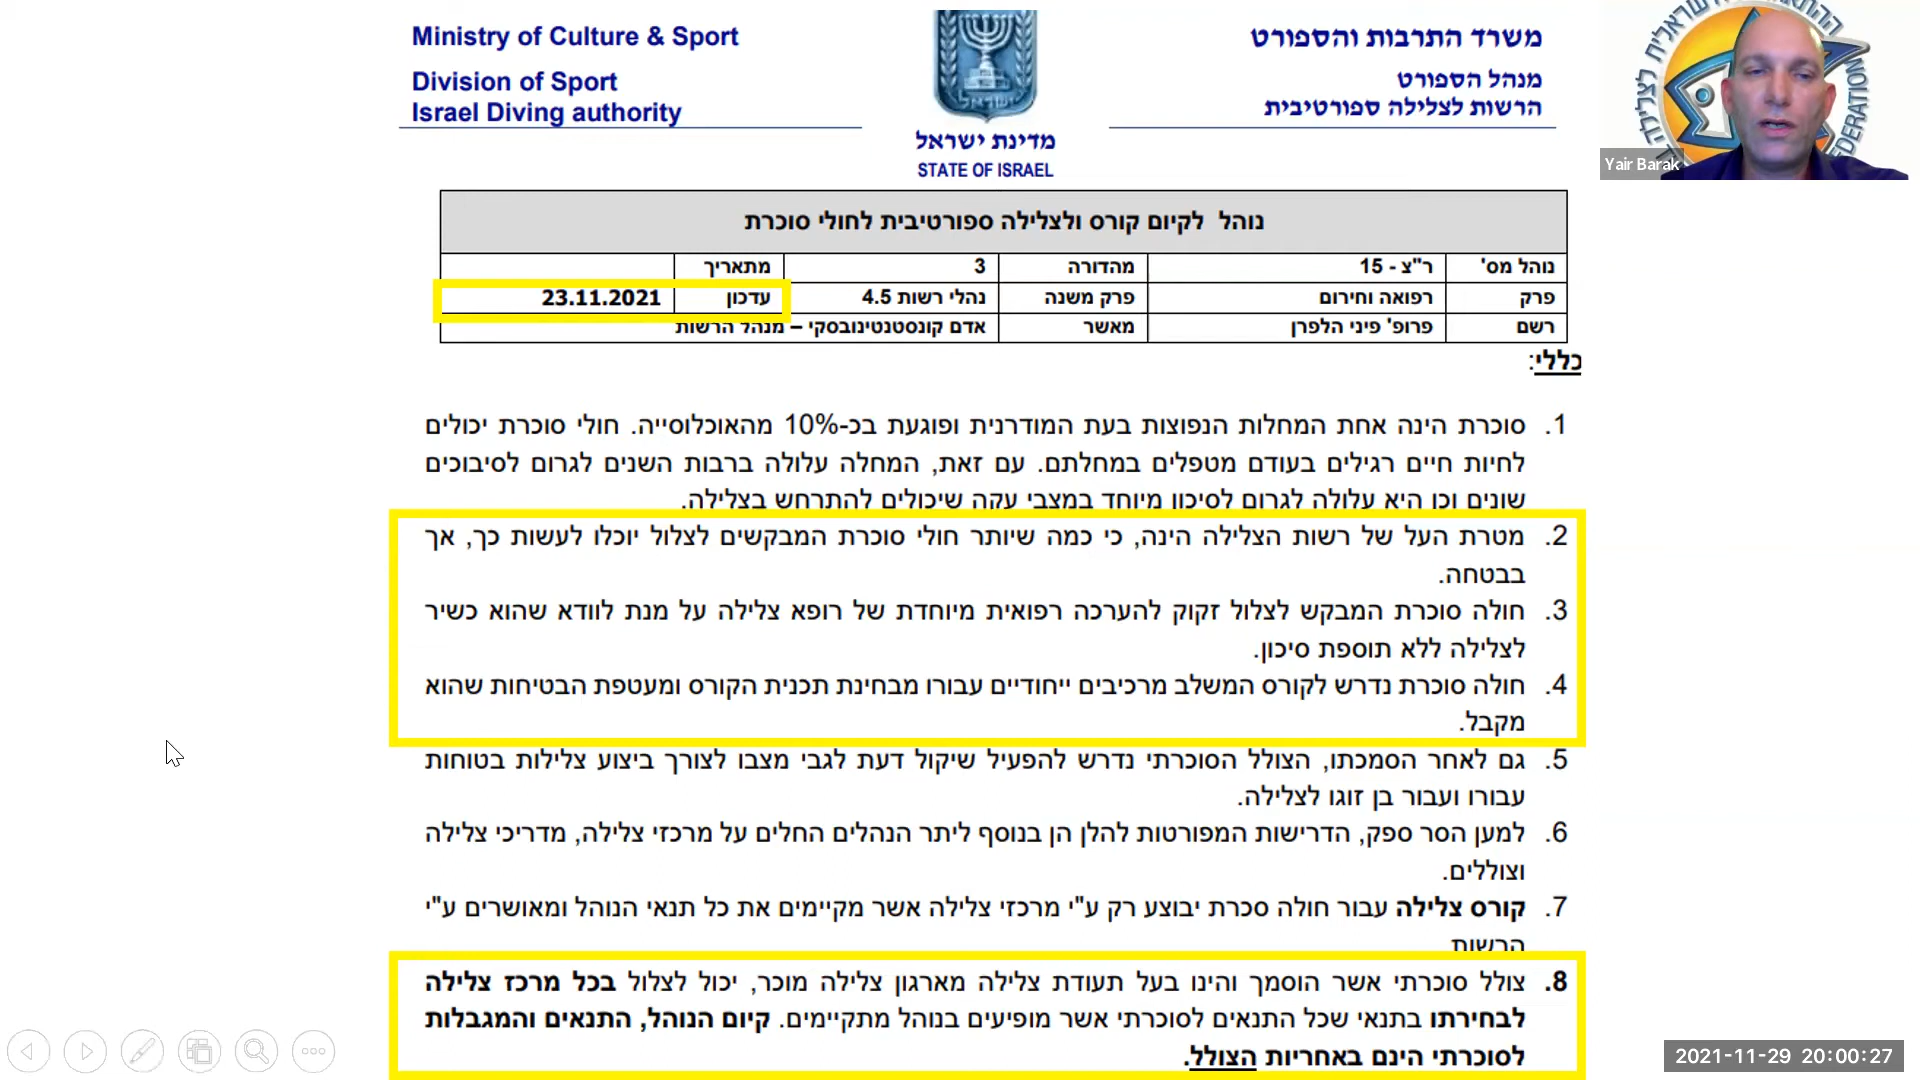 Ministry of Culture & Sport
Division of Sport
Israel Diving authority
משרד התרבות והספורט
מנהל הספורט
הרשות לצלילה ספורטיבית
ישראל
מדינת ישראל
STATE OF ISRAEL
FEDERATION
Yair Barak
נוהל לקיום קורס ולצלילה ספורטיבית לחולי סוכרת
נוהל מס' ר"צ - 15 מהדורה 3 מתאריך
פרק רפואה וחירום פרק משנה נהלי רשות 4.5 עדכון 23.11.2021
רשם פרופ' פיני הלפרן מאשר אדם קונסטנטינובסקי – מנהל הרשות
כללי:
1. סוכרת הינה אחת המחלות הנפוצות בעת המודרנית ופוגעת בכ-10% מהאוכלוסייה. חולי סוכרת יכולים
לחיות חיים רגילים בעודם מטפלים במחלתם. עם זאת, המחלה עלולה ברבות השנים לגרום לסיבוכים
שונים וכן היא עלולה לגרום לסיכון מיוחד במצבי עקה שיכולים להתרחש בצלילה.
2. מטרת העל של רשות הצלילה הינה, כי כמה שיותר חולי סוכרת המבקשים לצלול יוכלו לעשות כך, אך
בבטחה.
3. חולה סוכרת המבקש לצלול זקוק להערכה רפואית מיוחדת של רופא צלילה על מנת לוודא שהוא כשיר
לצלילה ללא תוספת סיכון.
4. חולה סוכרת נדרש לקורס המשלב מרכיבים ייחודיים עבורו מבחינת תכנית הקורס ומעטפת הבטיחות שהוא
מקבל.
5. גם לאחר הסמכתו, הצולל הסוכרתי נדרש להפעיל שיקול דעת לגבי מצבו לצורך ביצוע צלילות בטוחות
עבורו ועבור בן זוגו לצלילה.
6. למען הסר ספק, הדרישות המפורטות להלן הן בנוסף ליתר הנהלים החלים על מרכזי צלילה, מדריכי צלילה
וצוללים.
7. קורס צלילה עבור חולה סכרת יבוצע רק ע"י מרכזי צלילה אשר מקיימים את כל תנאי הנוהל ומאושרים ע"י
הרשות
8. צולל סוכרתי אשר הוסמך והינו בעל תעודת צלילה מארגון צלילה מוכר, יכול לצלול בכל מרכז צלילה
לבחירתו בתנאי שכל התנאים לסוכרתי אשר מופיעים בנוהל מתקיימים. קיום הנוהל, התנאים והמגבלות
לסוכרתי הינם באחריות הצולל.
2021-11-29 20:00:27